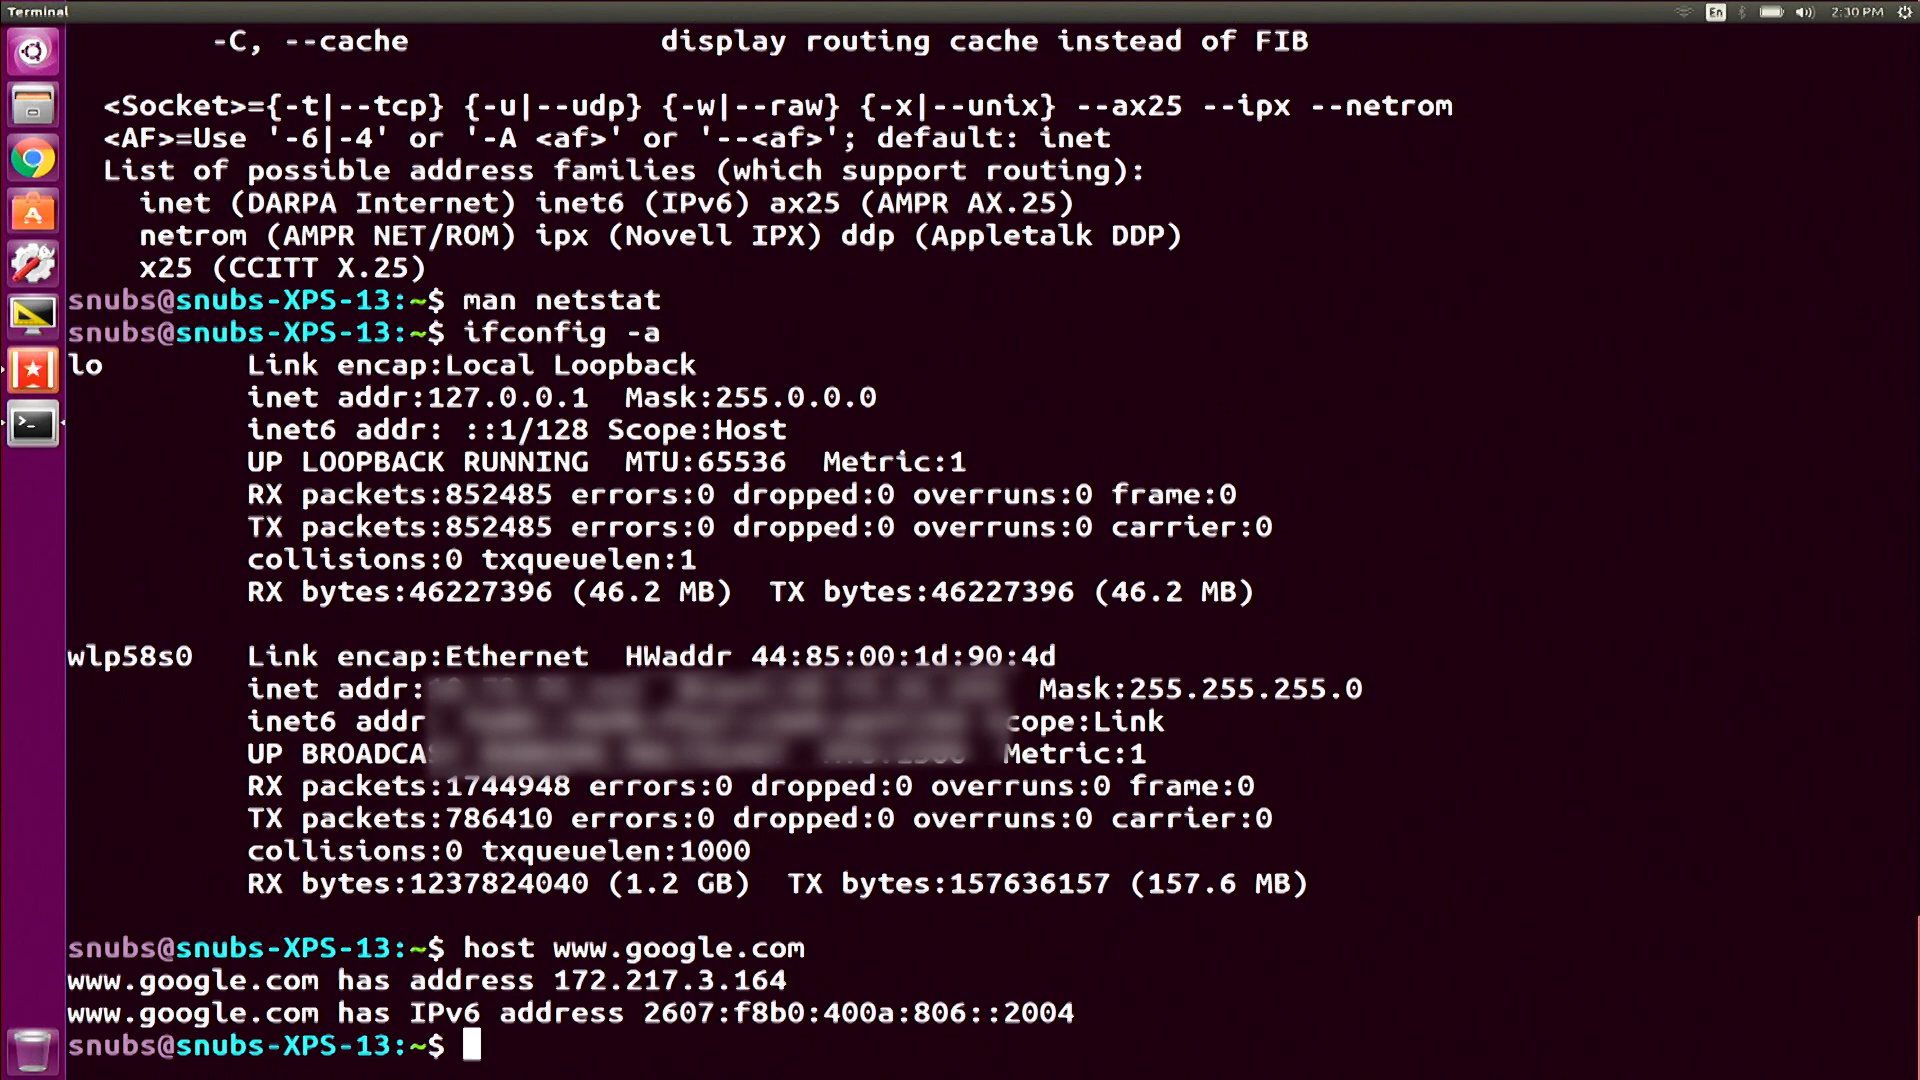 Terminal
En
2:30 PM
-C, --cache display routing cache instead of FIB
<Socket>={-t|--tcp} {-u|--udp} {-w|--raw} {-x|--unix} --ax25 --ipx --netrom
<AF>=Use '-6|-4' or '-A <af>' or '--<af>'; default: inet
List of possible address families (which support routing):
inet (DARPA Internet) inet6 (IPv6) ax25 (AMPR AX.25)
netrom (AMPR NET/ROM) ipx (Novell IPX) ddp (Appletalk DDP)
x25 (CCITT X.25)
snubs@snubs-XPS-13:~$ man netstat
snubs@snubs-XPS-13:~$ ifconfig -a
lo Link encap:Local Loopback
inet addr:127.0.0.1 Mask:255.0.0.0
inet6 addr: ::1/128 Scope:Host
UP LOOPBACK RUNNING MTU:65536 Metric:1
RX packets:852485 errors:0 dropped:0 overruns:0 frame:0
TX packets:852485 errors:0 dropped:0 overruns:0 carrier:0
collisions:0 txqueuelen:1
RX bytes:46227396 (46.2 MB) TX bytes:46227396 (46.2 MB)
wlp58s0 Link encap:Ethernet HWaddr 44:85:00:1d:90:4d
inet addr: Mask:255.255.255.0
inet6 addr cope:Link
UP BROADCAS Metric:1
RX packets:1744948 errors:0 dropped:0 overruns:0 frame:0
TX packets:786410 errors:0 dropped:0 overruns:0 carrier:0
collisions:0 txqueuelen:1000
RX bytes:1237824040 (1.2 GB) TX bytes:157636157 (157.6 MB)
snubs@snubs-XPS-13:~$ host www.google.com
www.google.com has address 172.217.3.164
www.google.com has IPv6 address 2607:f8b0:400a:806::2004
snubs@snubs-XPS-13:~$